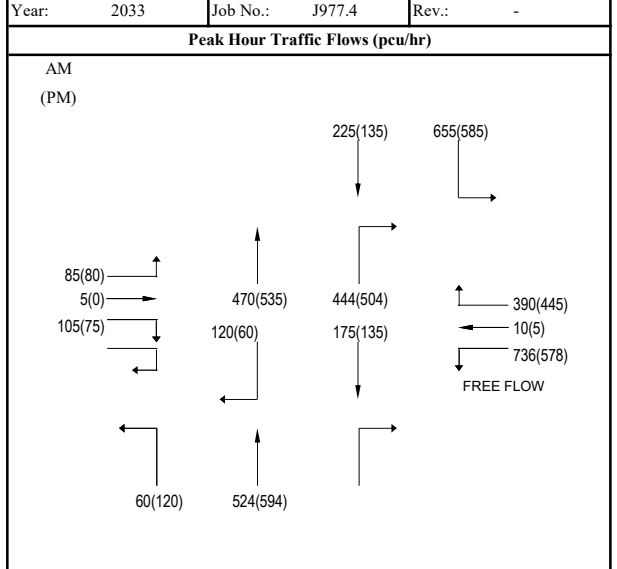 Year: 2033 Job No.: J977.4 Rev.: -
Peak Hour Traffic Flows (pcu/hr)
AM
(PM)
225(135) 655(585)
85(80)
5(0) 470(535) 444(504) 390(445)
105(75) 120(60) 175(135) 10(5)
736(578)
FREE FLOW
60(120) 524(594)